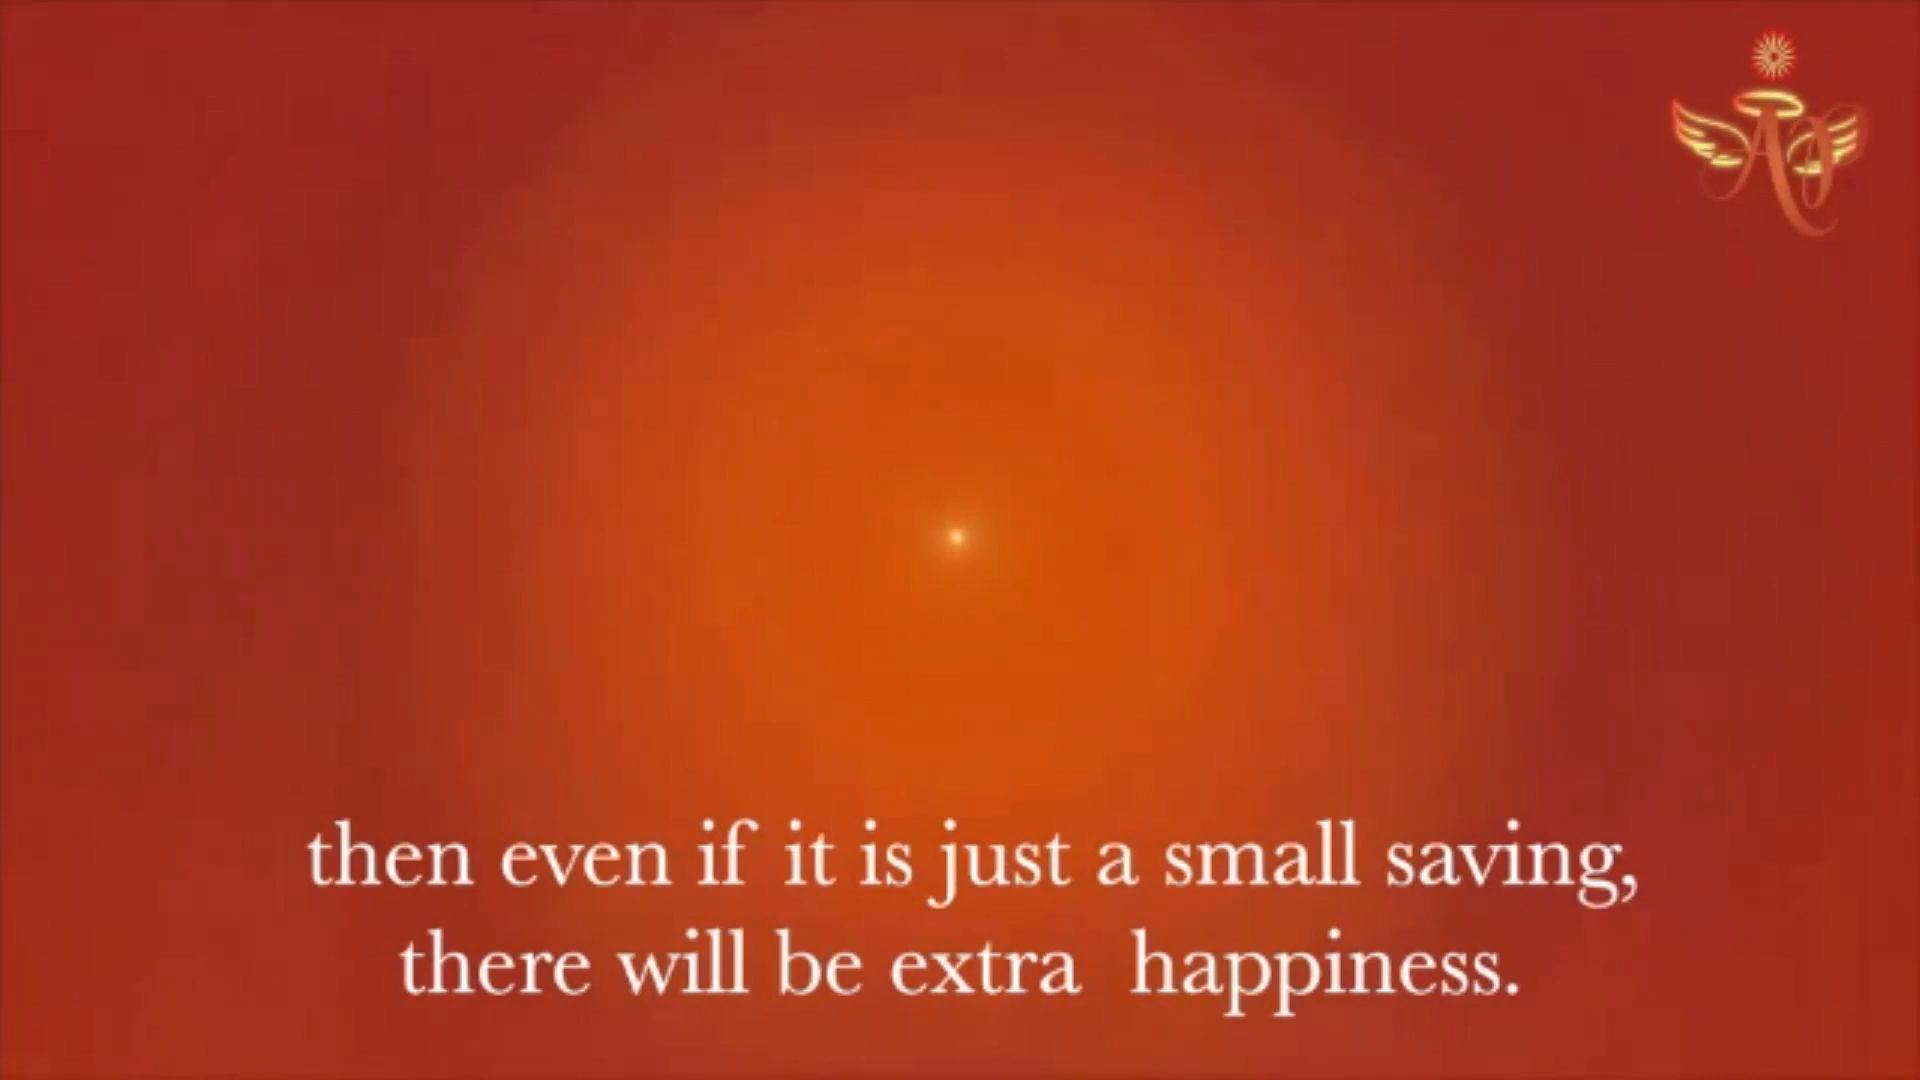 then even if it is just a small saving,
there will be extra happiness.